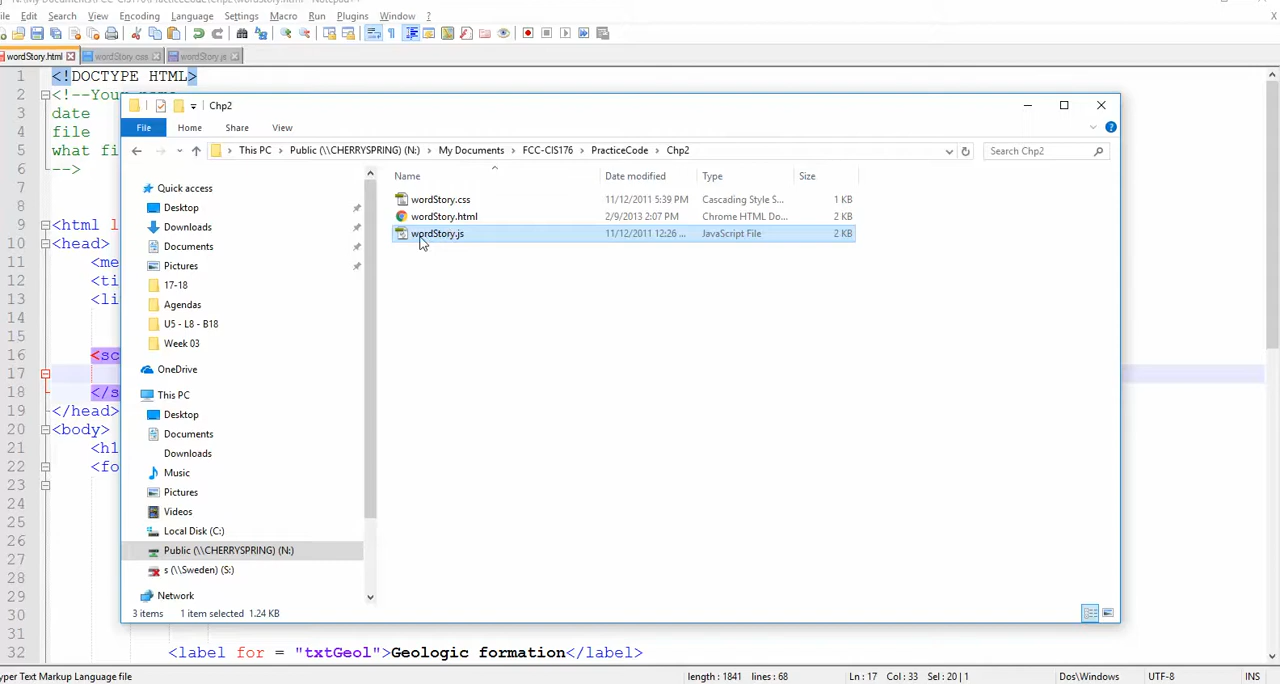 File Edit Search View Encoding Language Settings Macro Run Plugins Window ?
X
wordStory.html wordStory.css wordStory.js
1 <!DOCTYPE HTML>
2 <!--Your
3 date
4 file
5 what fi
6 -->
7
8
9 <html l
10 <head>
11 <me
12 <ti
13 <li
14
15
16 <sc
17
18 </s
19 </head>
20 <body>
21 <h1
22 <fo
23
24
25
26
27
28
29
30
31
32 <label for = "txtGeol">Geologic formation</label>
Chp2
File Home Share View
This PC > Public (\\CHERRYSPRING) (N:) > My Documents > FCC-CIS176 > PracticeCode > Chp2
Search Chp2
Name Date modified Type Size
wordStory.css 11/12/2011 5:39 PM Cascading Style S... 1 KB
wordStory.html 2/9/2013 2:07 PM Chrome HTML Do... 2 KB
wordStory.js 11/12/2011 12:26 ... JavaScript File 2 KB
Quick access
Desktop
Downloads
Documents
Pictures
17-18
Agendas
U5 - L8 - B18
Week 03
OneDrive
This PC
Desktop
Documents
Downloads
Music
Pictures
Videos
Local Disk (C:)
Public (\\CHERRYSPRING) (N:)
s (\\Sweden) (S:)
Network
3 items 1 item selected 1.24 KB
yper Text Markup Language file length : 1841 lines : 68 Ln : 17 Col : 33 Sel : 20 | 1 Dos\Windows UTF-8 INS